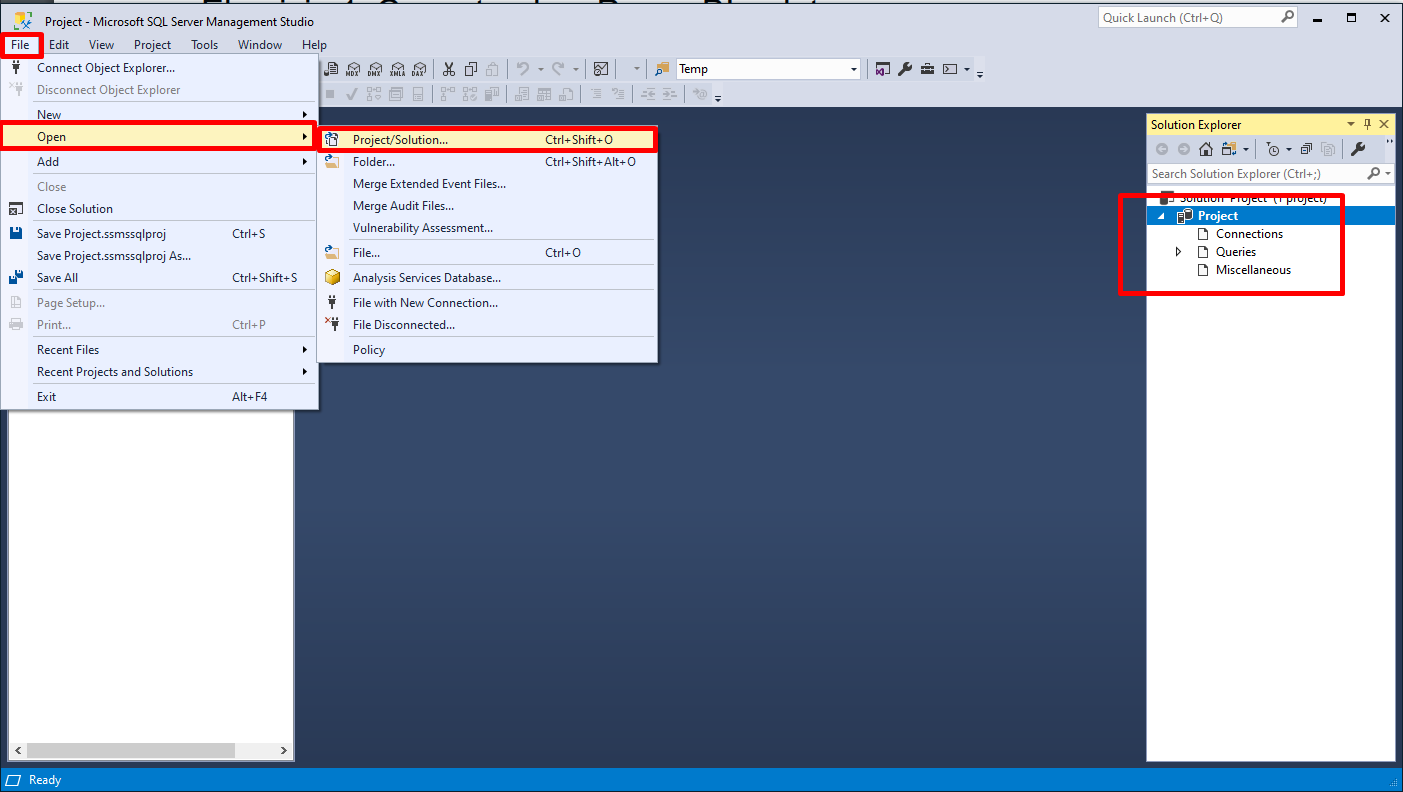 Project - Microsoft SQL Server Management Studio
Quick Launch (Ctrl+Q)
File Edit View Project Tools Window Help
Connect Object Explorer...
Disconnect Object Explorer
New
Open
Add
Close
Close Solution
Save Project.ssmssqlproj Ctrl+S
Save Project.ssmssqlproj As...
Save All Ctrl+Shift+S
Page Setup...
Print... Ctrl+P
Recent Files
Recent Projects and Solutions
Exit Alt+F4
MDX DMX XMLA DAX
Temp
Project/Solution... Ctrl+Shift+O
Folder... Ctrl+Shift+Alt+O
Merge Extended Event Files...
Merge Audit Files...
Vulnerability Assessment...
File... Ctrl+O
Analysis Services Database...
File with New Connection...
File Disconnected...
Policy
Solution Explorer
Search Solution Explorer (Ctrl+;)
Solution 'Project' (1 project)
Project
Connections
Queries
Miscellaneous
Ready